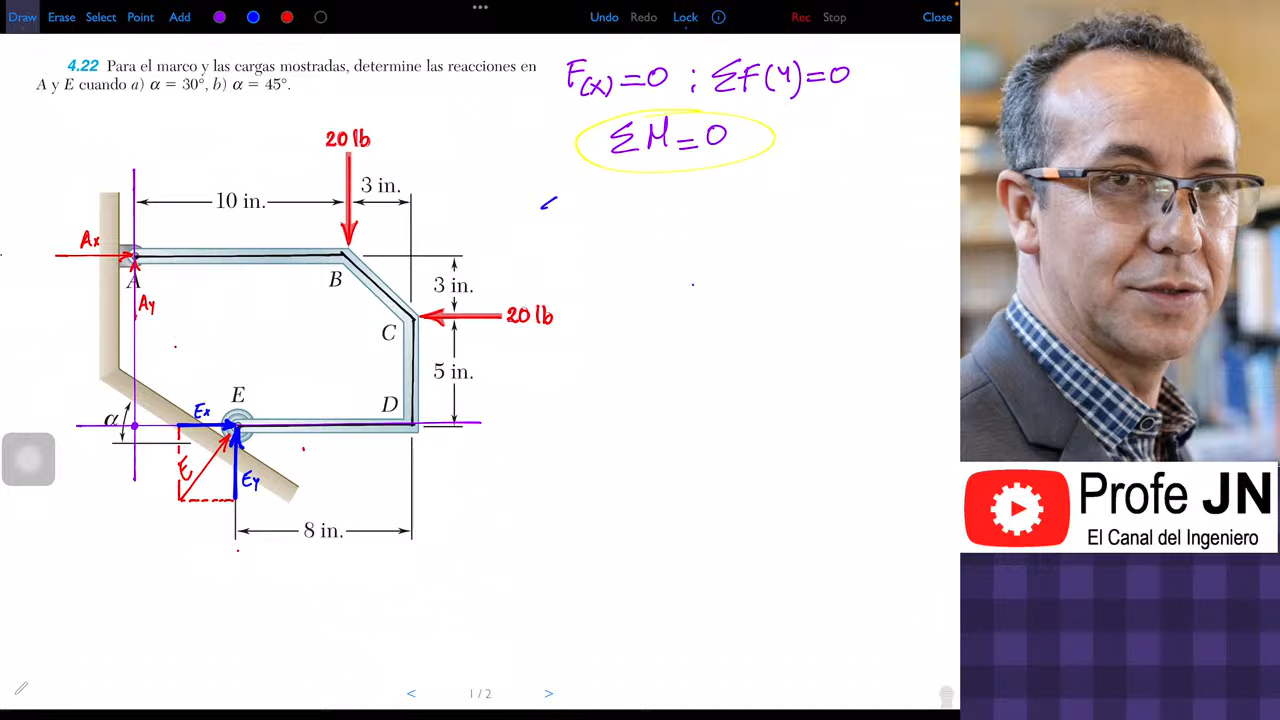 Draw Erase Select Point Add Undo Redo Lock Rec Stop Close
4.22 Para el marco y las cargas mostradas, determine las reacciones en
A y E cuando a) α = 30°, b) α = 45°.
F(x) = 0 ; ΣF(y) = 0
ΣM = 0
20 lb
3 in.
10 in.
Ax
A
B
3 in.
Ay
20 lb
C
5 in.
E
D
Ex
α
E
Ey
8 in.
Profe JN
El Canal del Ingeniero
< 1 / 2 >